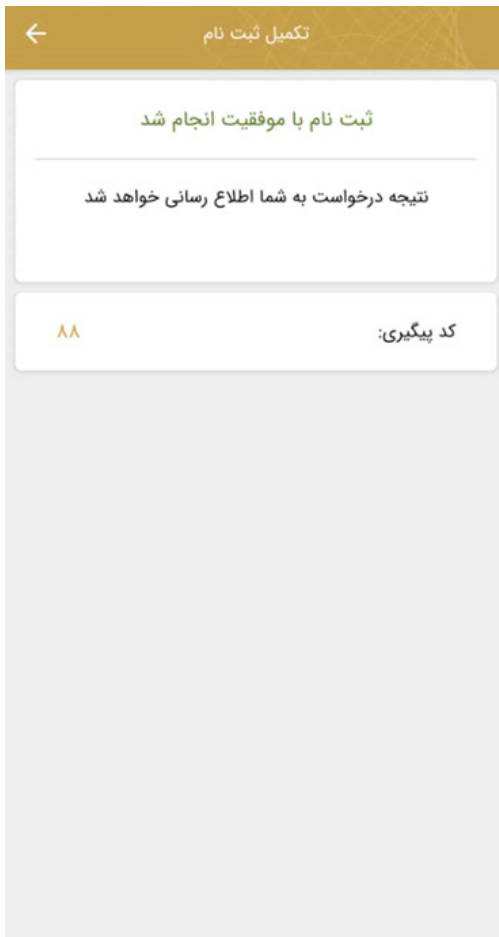 تکمیل ثبت نام
ثبت نام با موفقیت انجام شد
نتیجه درخواست به شما اطلاع رسانی خواهد شد
کد پیگیری: ۸۸